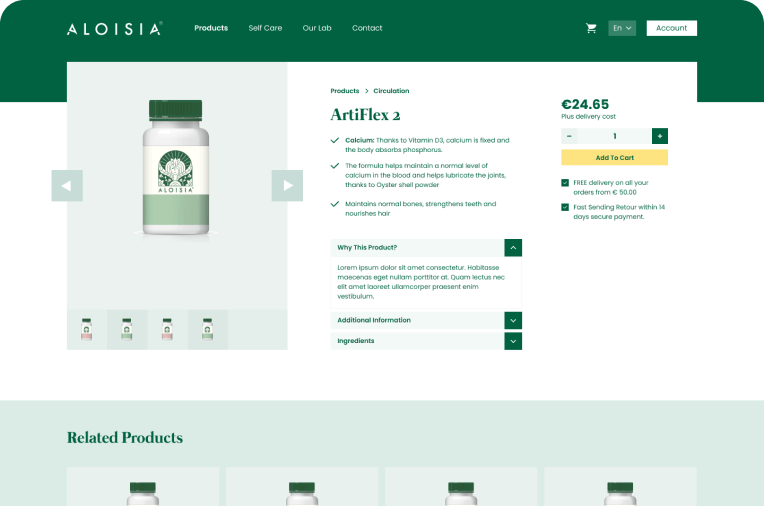 ALOISIA®
Products Self Care Our Lab Contact
En
Account
Products > Circulation
ArtiFlex 2
Calcium: Thanks to Vitamin D3, calcium is fixed and
the body absorbs phosphorus.
The formula helps maintain a normal level of
calcium in the blood and helps lubricate the joints,
thanks to Oyster shell powder
Maintains normal bones, strengthens teeth and
nourishes hair
€24.65
Plus delivery cost
− 1 +
Add To Cart
FREE delivery on all your
orders from € 50.00
Fast Sending Retour within 14
days secure payment.
ALOISIA
Why This Product?
Lorem ipsum dolor sit amet consectetur. Habitasse
maecenas eget nullam porttitor at. Quam lectus nec
elit amet laoreet ullamcorper praesent enim
vestibulum.
Additional Information
Ingredients
Related Products